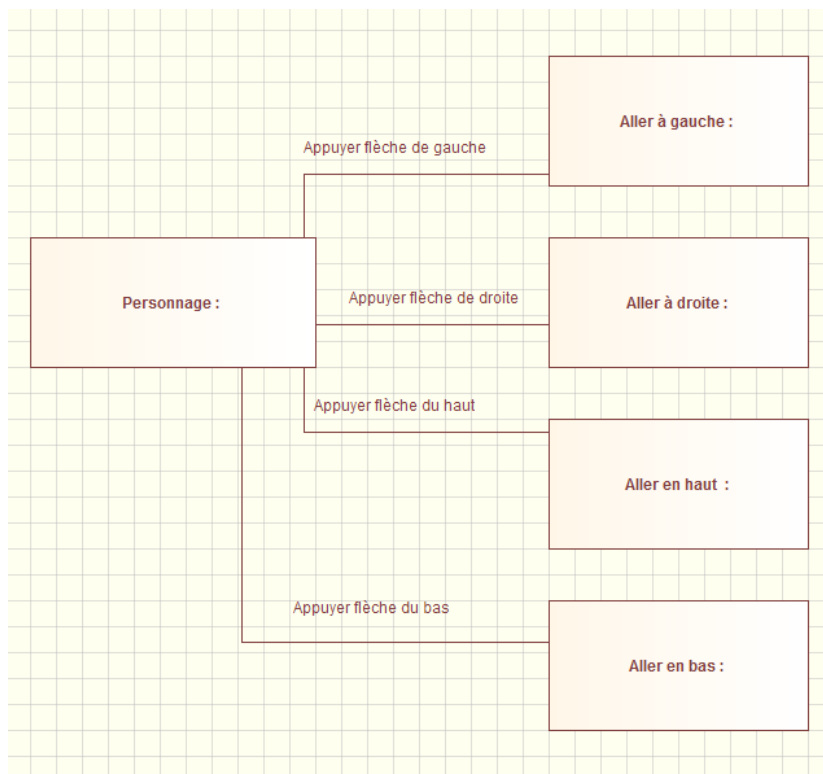 Aller à gauche :
Appuyer flèche de gauche
Personnage :
Appuyer flèche de droite
Aller à droite :
Appuyer flèche du haut
Aller en haut  :
Appuyer flèche du bas
Aller en bas :